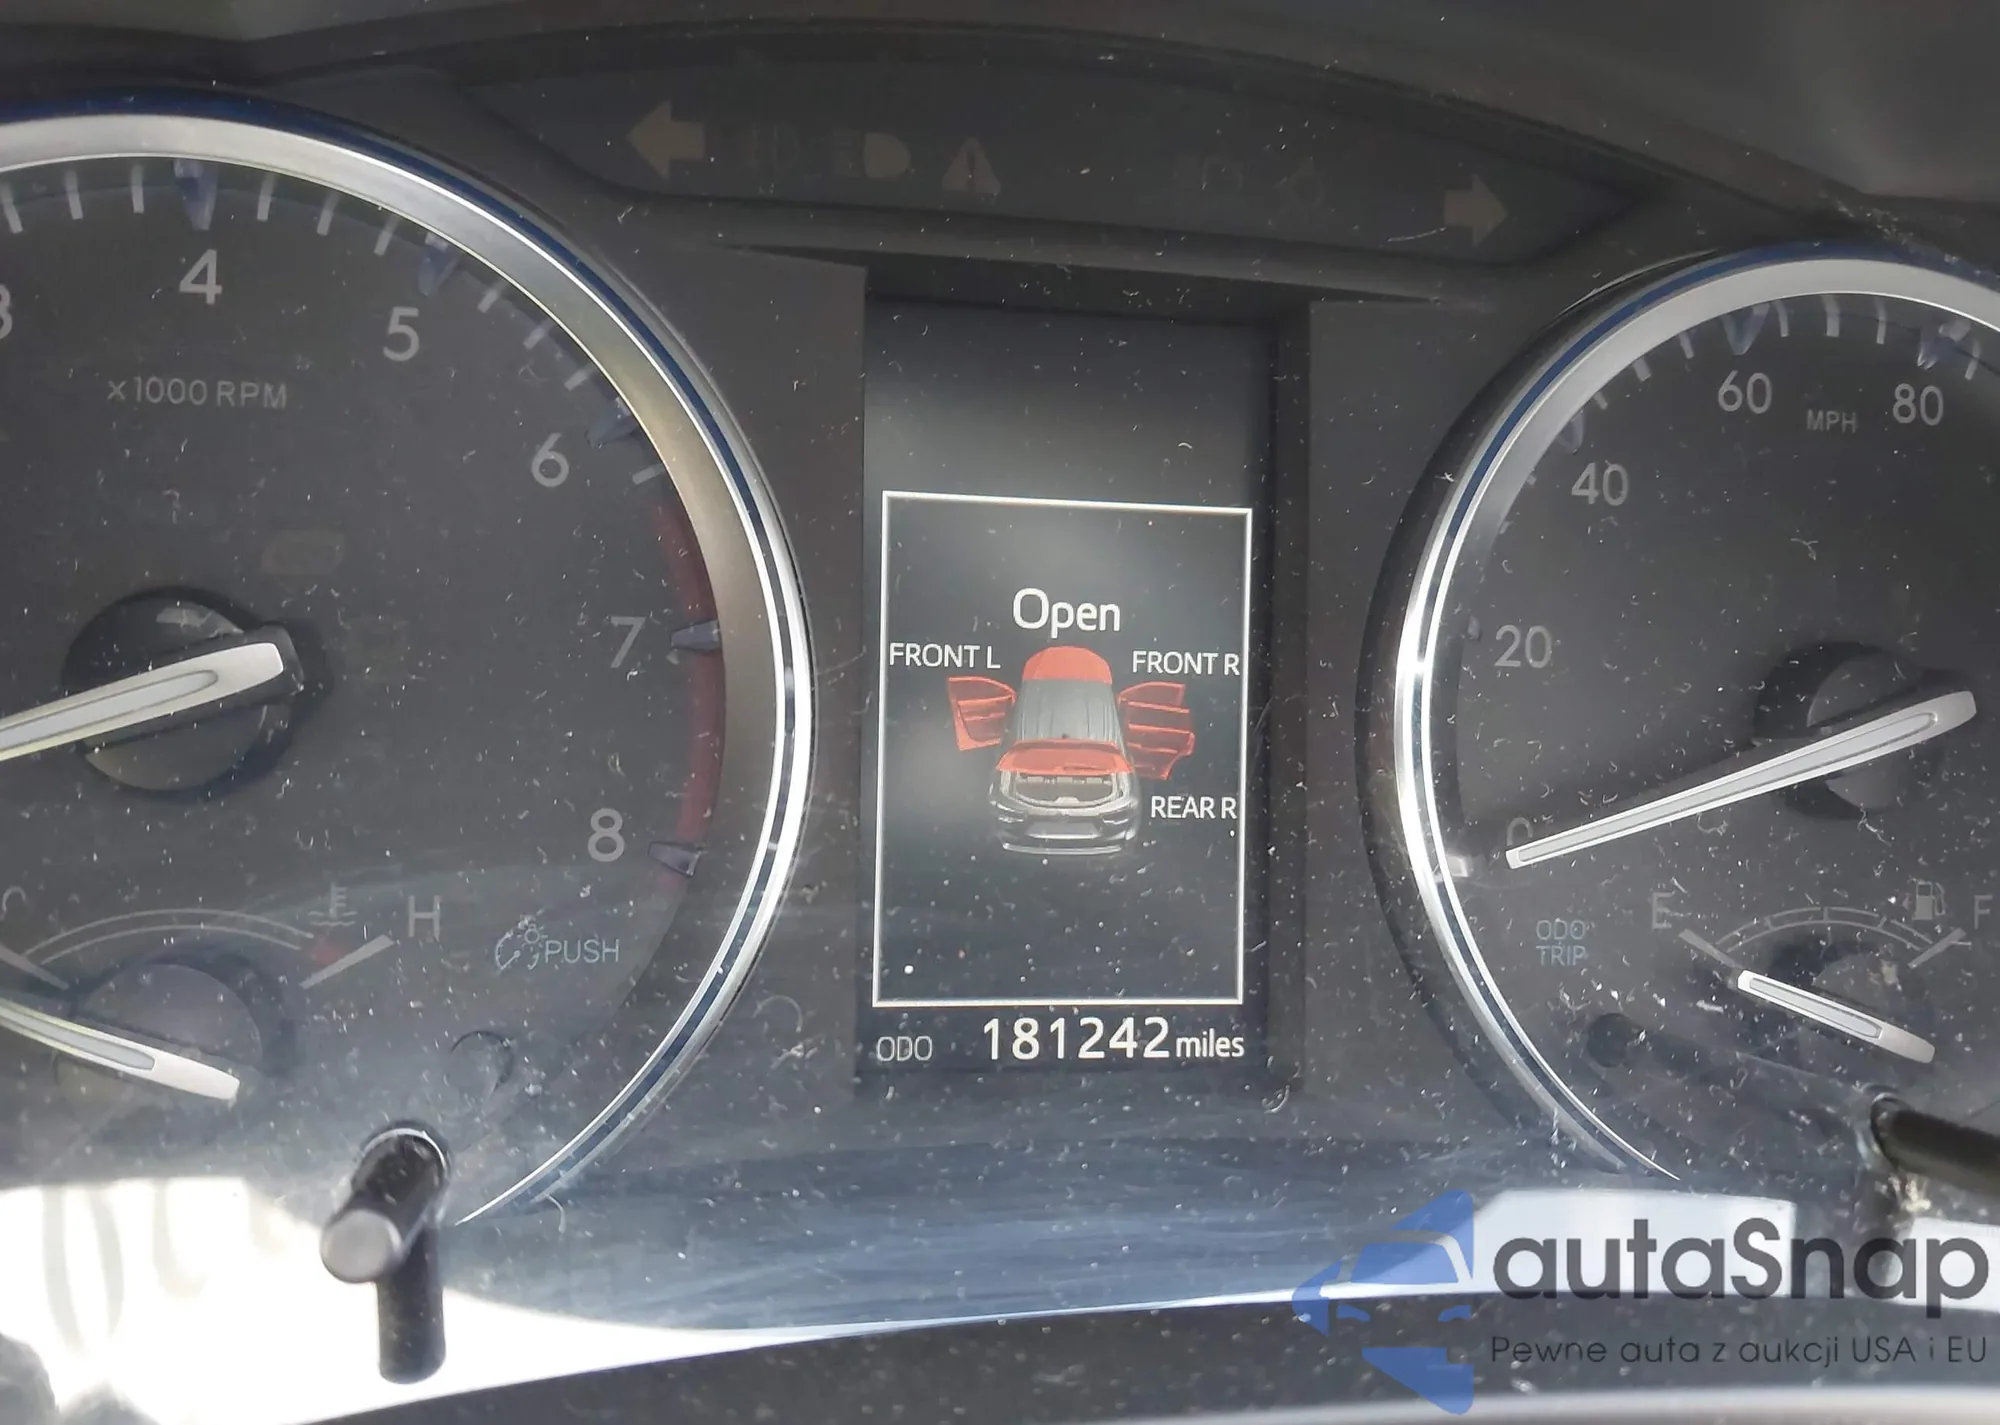 4
5
x1000 RPM
6
7
8
H
PUSH
Open
FRONT L
FRONT R
REAR R
ODO 181242 miles
60
MPH
80
40
20
0
ODO
TRIP
E
F
autaSnap
Pewne auta z aukcji USA i EU